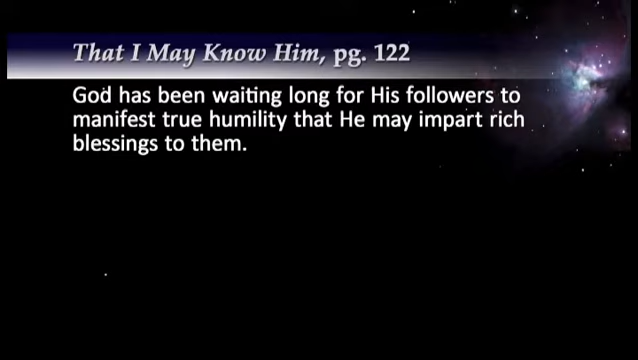 That I May Know Him, pg. 122
God has been waiting long for His followers to
manifest true humility that He may impart rich
blessings to them.